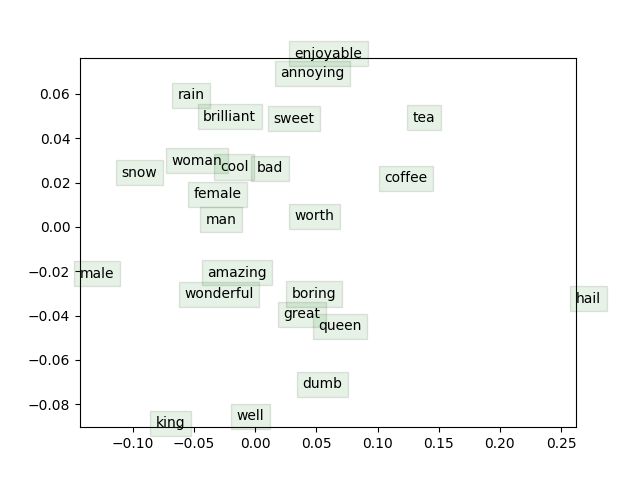 enjoyable
annoying
0.06
rain
brilliant
sweet
tea
0.04
woman
cool
bad
snow
coffee
0.02
female
man
worth
0.00
male
amazing
−0.02
wonderful
boring
hail
great
queen
−0.04
dumb
−0.06
well
king
−0.08
−0.10 −0.05 0.00 0.05 0.10 0.15 0.20 0.25